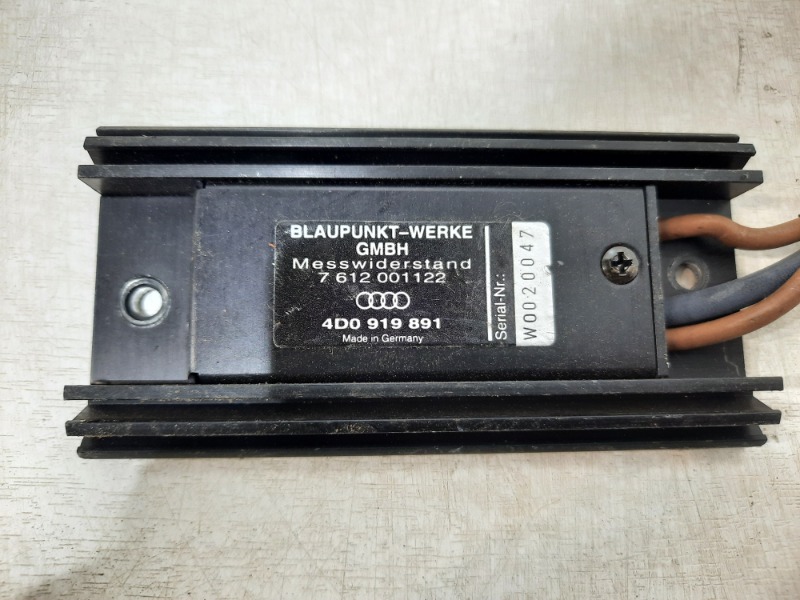 BLAUPUNKT-WERKE
GMBH
Messwiderstand
7 612 001122
4D0 919 891
Made in Germany
Serial-Nr.:
W0020047